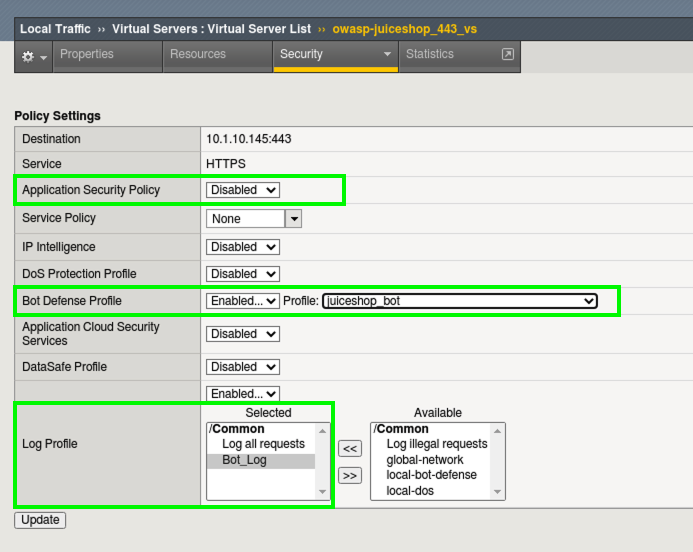 Local Traffic ›› Virtual Servers : Virtual Server List ›› owasp-juiceshop_443_vs
Properties Resources Security Statistics
Policy Settings
Destination 10.1.10.145:443
Service HTTPS
Application Security Policy Disabled
Service Policy None
IP Intelligence Disabled
DoS Protection Profile Disabled
Bot Defense Profile Enabled... Profile: juiceshop_bot
Application Cloud Security
Services Disabled
DataSafe Profile Disabled
Enabled...
Log Profile
Selected
/Common
Log all requests
Bot_Log
<<
>>
Available
/Common
Log illegal requests
global-network
local-bot-defense
local-dos
Update